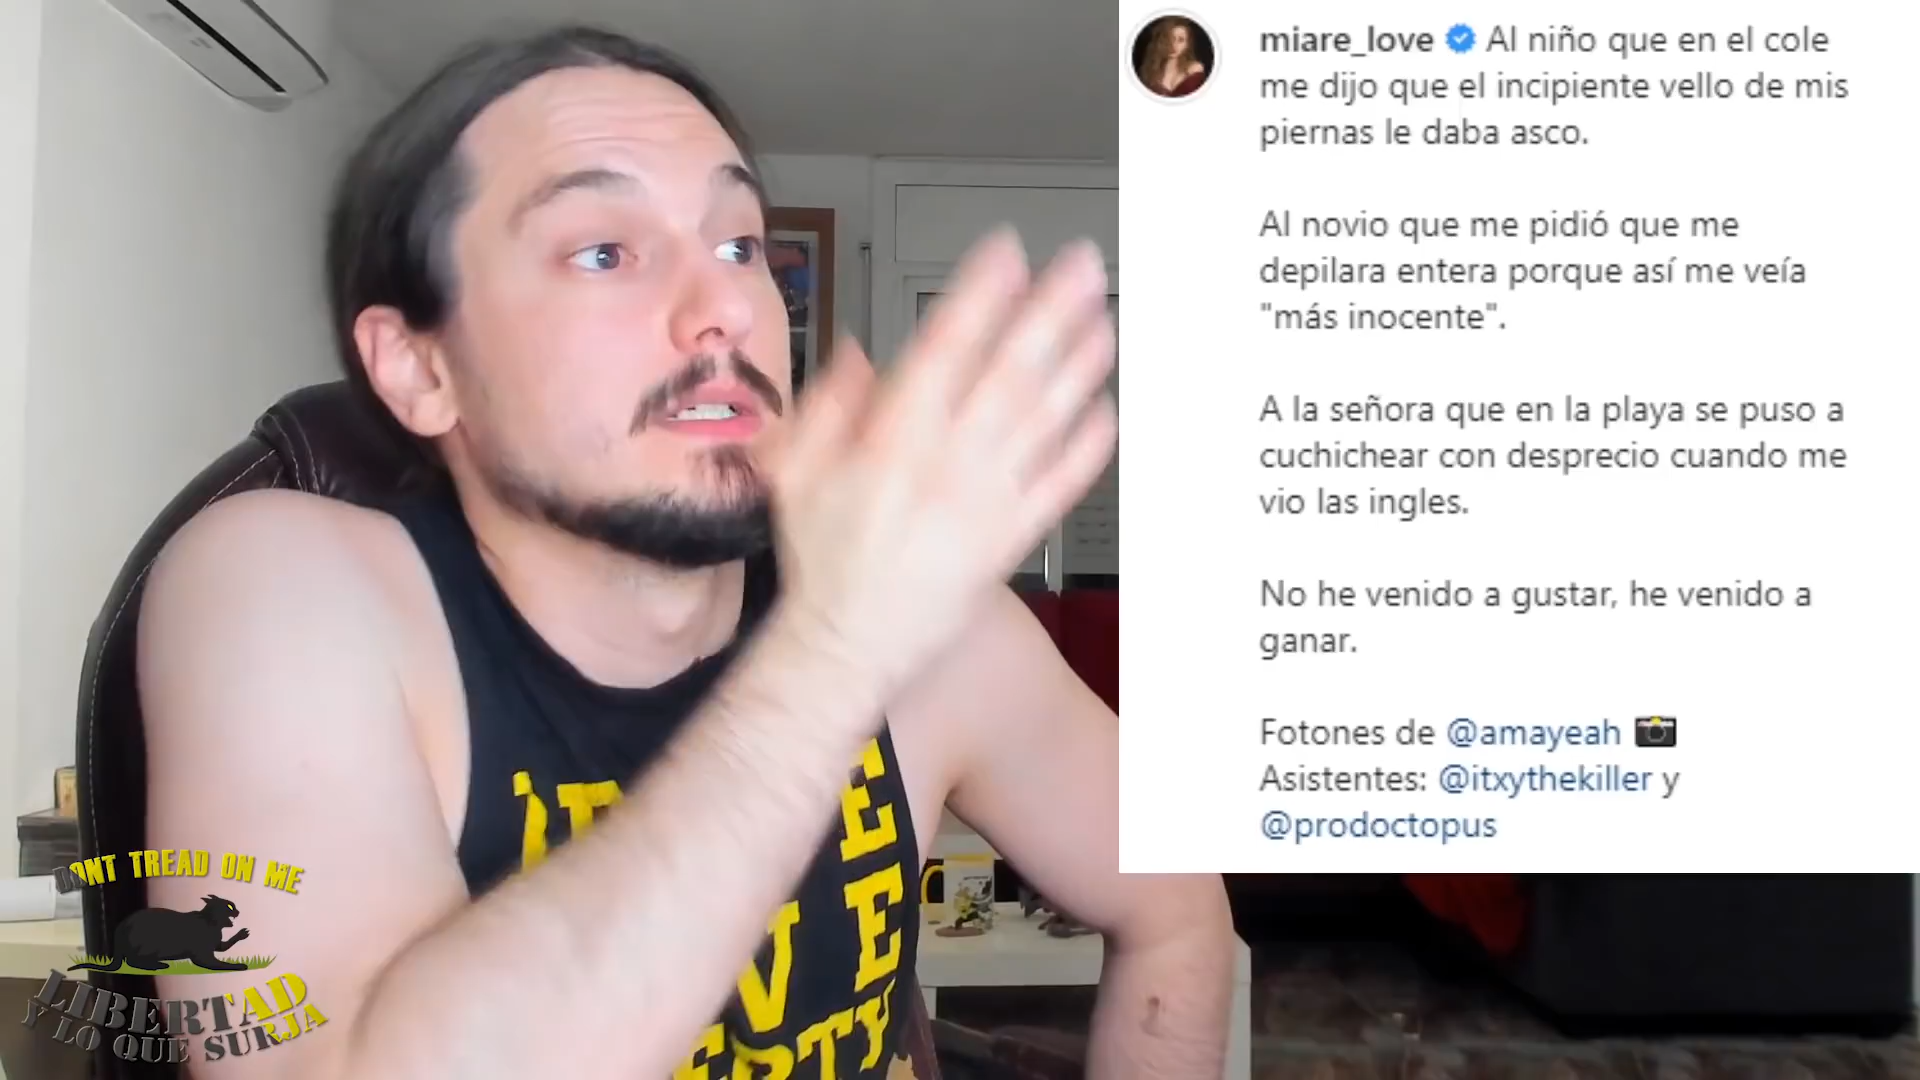 miare_love Al niño que en el cole
me dijo que el incipiente vello de mis
piernas le daba asco.
Al novio que me pidió que me
depilara entera porque así me veía
"más inocente".
A la señora que en la playa se puso a
cuchichear con desprecio cuando me
vio las ingles.
No he venido a gustar, he venido a
ganar.
Fotones de @amayeah
Asistentes: @itxythekiller y
@prodoctopus
DONT TREAD ON ME
LIBERTAD
Y LO QUE SURJA